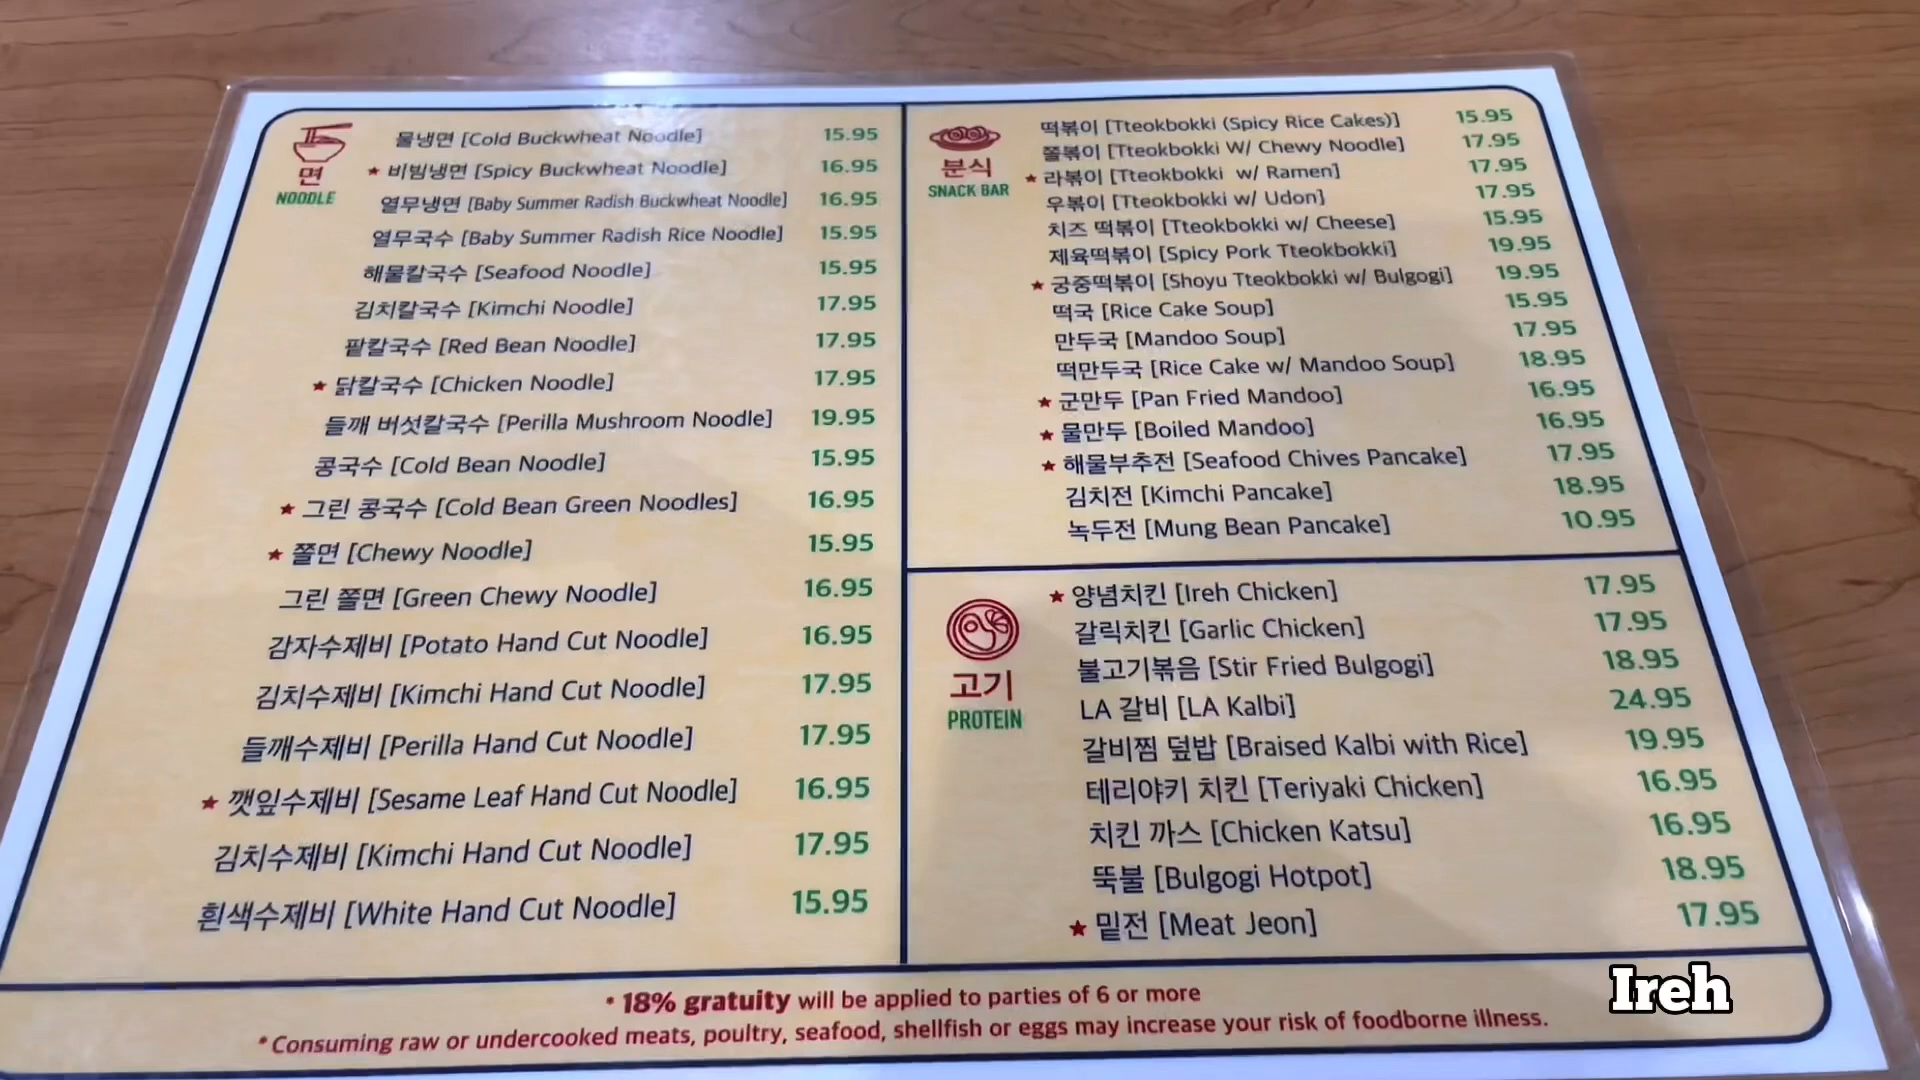 면
NOODLE
물냉면 [Cold Buckwheat Noodle] 15.95
★ 비빔냉면 [Spicy Buckwheat Noodle] 16.95
열무냉면 [Baby Summer Radish Buckwheat Noodle] 16.95
열무국수 [Baby Summer Radish Rice Noodle] 15.95
해물칼국수 [Seafood Noodle] 15.95
김치칼국수 [Kimchi Noodle] 17.95
팥칼국수 [Red Bean Noodle] 17.95
★ 닭칼국수 [Chicken Noodle] 17.95
들깨 버섯칼국수 [Perilla Mushroom Noodle] 19.95
콩국수 [Cold Bean Noodle] 15.95
★ 그린 콩국수 [Cold Bean Green Noodles] 16.95
★ 쫄면 [Chewy Noodle] 15.95
그린 쫄면 [Green Chewy Noodle] 16.95
감자수제비 [Potato Hand Cut Noodle] 16.95
김치수제비 [Kimchi Hand Cut Noodle] 17.95
들깨수제비 [Perilla Hand Cut Noodle] 17.95
★ 깻잎수제비 [Sesame Leaf Hand Cut Noodle] 16.95
김치수제비 [Kimchi Hand Cut Noodle] 17.95
흰색수제비 [White Hand Cut Noodle] 15.95
분식
SNACK BAR
떡볶이 [Tteokbokki (Spicy Rice Cakes)] 15.95
쫄볶이 [Tteokbokki W/ Chewy Noodle] 17.95
★ 라볶이 [Tteokbokki w/ Ramen] 17.95
우볶이 [Tteokbokki w/ Udon] 17.95
치즈 떡볶이 [Tteokbokki w/ Cheese] 15.95
제육떡볶이 [Spicy Pork Tteokbokki] 19.95
★ 궁중떡볶이 [Shoyu Tteokbokki w/ Bulgogi] 19.95
떡국 [Rice Cake Soup] 15.95
만두국 [Mandoo Soup] 17.95
떡만두국 [Rice Cake w/ Mandoo Soup] 18.95
★ 군만두 [Pan Fried Mandoo] 16.95
★ 물만두 [Boiled Mandoo] 16.95
★ 해물부추전 [Seafood Chives Pancake] 17.95
김치전 [Kimchi Pancake] 18.95
녹두전 [Mung Bean Pancake] 10.95
고기
PROTEIN
★ 양념치킨 [Ireh Chicken] 17.95
갈릭치킨 [Garlic Chicken] 17.95
불고기볶음 [Stir Fried Bulgogi] 18.95
LA 갈비 [LA Kalbi] 24.95
갈비찜 덮밥 [Braised Kalbi with Rice] 19.95
테리야키 치킨 [Teriyaki Chicken] 16.95
치킨 까스 [Chicken Katsu] 16.95
뚝불 [Bulgogi Hotpot] 18.95
★ 밑전 [Meat Jeon] 17.95
* 18% gratuity will be applied to parties of 6 or more
* Consuming raw or undercooked meats, poultry, seafood, shellfish or eggs may increase your risk of foodborne illness.
Ireh